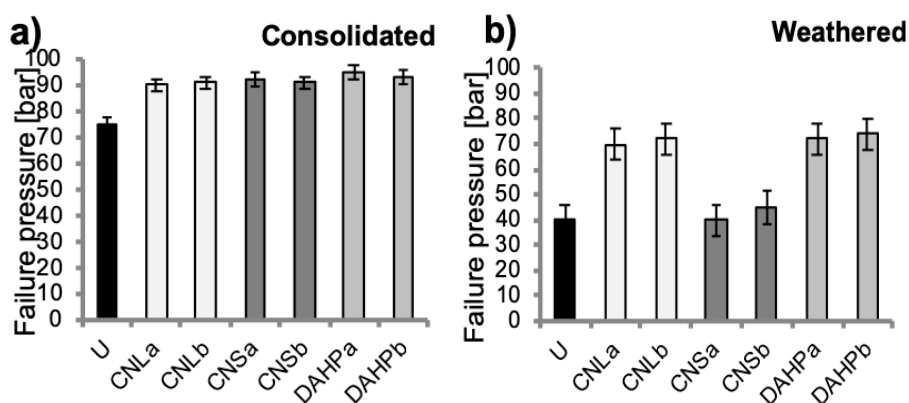 a)
Consolidated
Failure pressure [bar]
100
90
80
70
60
50
40
30
20
10
0
U
CNLa
CNLb
CNSa
CNSb
DAHPa
DAHPb
b)
Weathered
Failure pressure [bar]
100
90
80
70
60
50
40
30
20
10
0
U
CNLa
CNLb
CNSa
CNSb
DAHPa
DAHPb